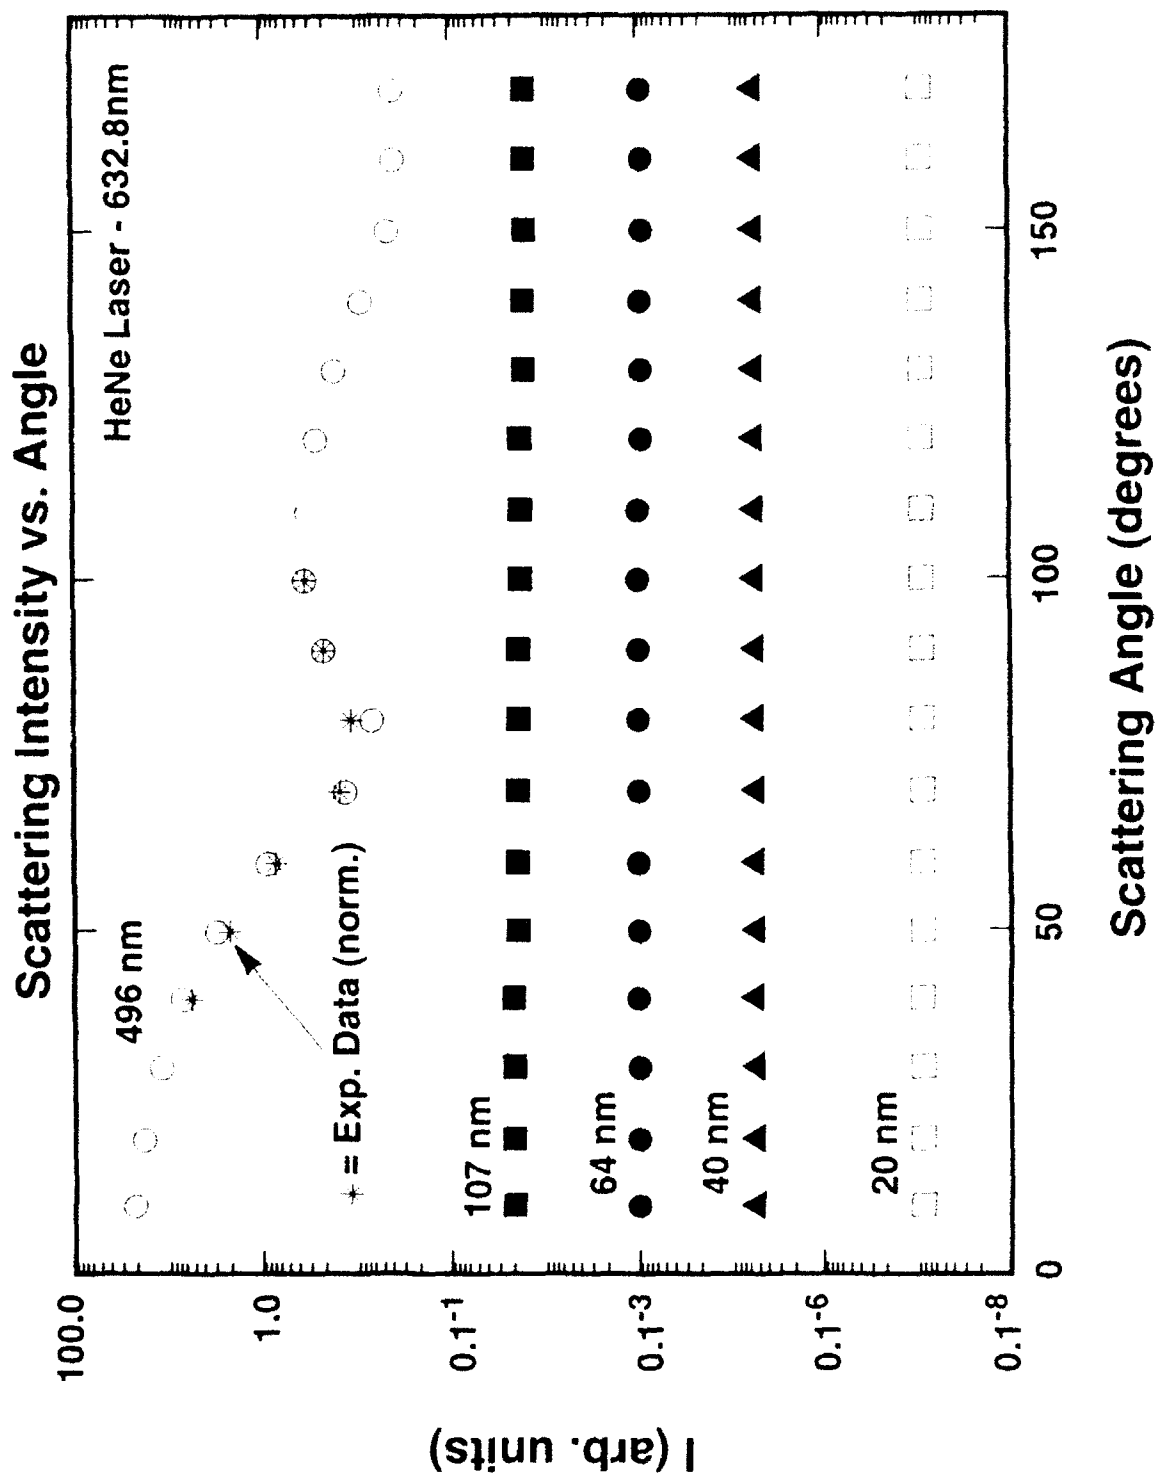 Scattering Intensity vs. Angle
HeNe Laser - 632.8nm
496 nm
* = Exp. Data (norm.)
107 nm
64 nm
40 nm
20 nm
100.0
1.0
0.1-1
0.1-3
0.1-6
0.1-8
I (arb. units)
0
50
100
150
Scattering Angle (degrees)